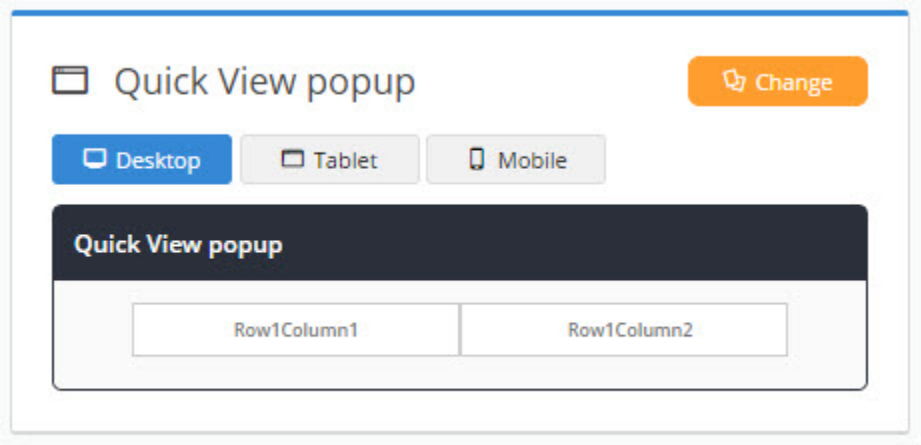 Quick View popup
Change
Desktop
Tablet
Mobile
Quick View popup
Row1Column1
Row1Column2